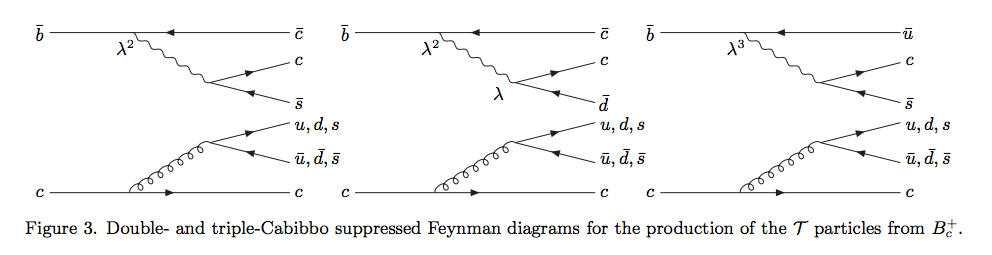 b̄ λ² c̄ c s̄ u, d, s ū, d̄, s̄ c c
b̄ λ² c̄ c λ d̄ u, d, s ū, d̄, s̄ c c
b̄ λ³ ū c s̄ u, d, s ū, d̄, s̄ c c
Figure 3. Double- and triple-Cabibbo suppressed Feynman diagrams for the production of the 𝒯 particles from B_c^+.